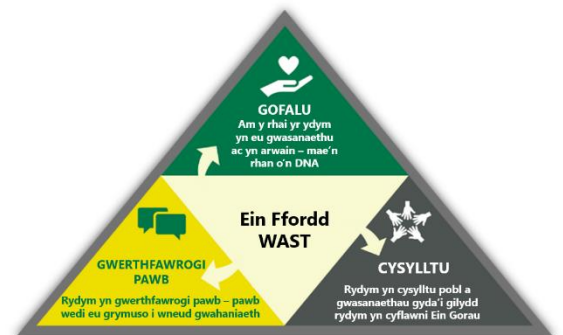 GOFALU
Am y rhai yr ydym
yn eu gwasanaethu
ac yn arwain – mae'n
rhan o'n DNA
Ein Ffordd
WAST
GWERTHFAWROGI
PAWB
Rydym yn gwerthfawrogi pawb – pawb
wedi eu grymuso i wneud gwahaniaeth
CYSYLLTU
Rydym yn cysylltu pobl a
gwasanaethau gyda'i gilydd
rydym yn cyflawni Ein Gorau